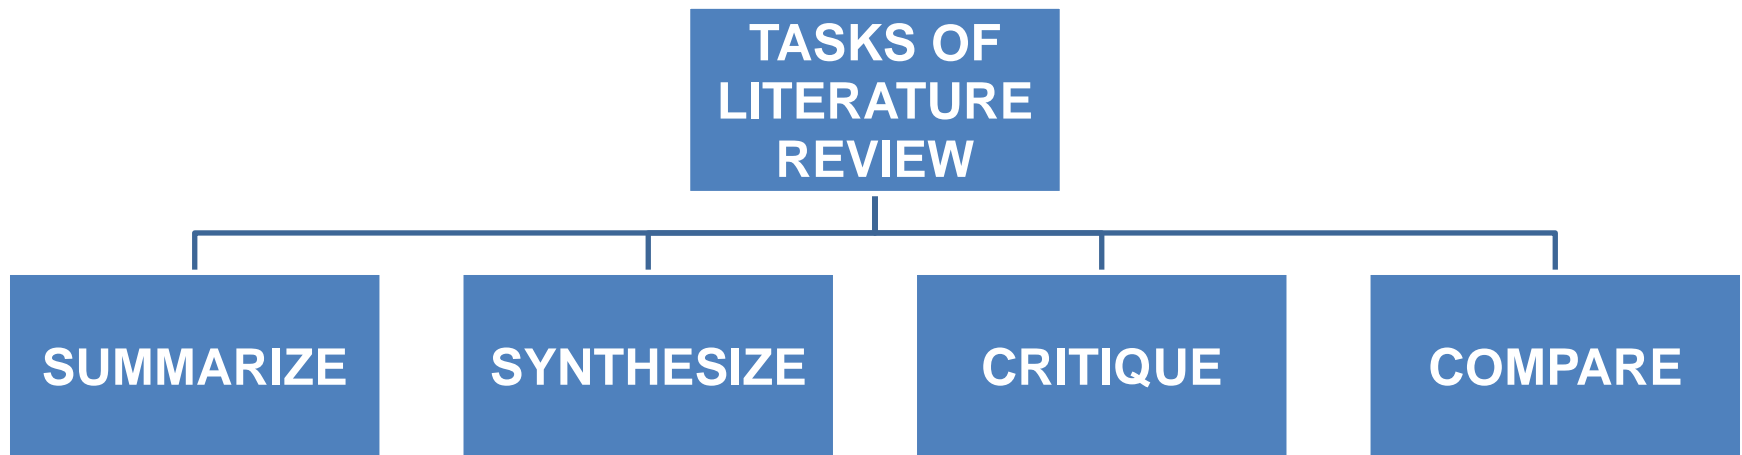 TASKS OF
LITERATURE
REVIEW
SUMMARIZE
SYNTHESIZE
CRITIQUE
COMPARE